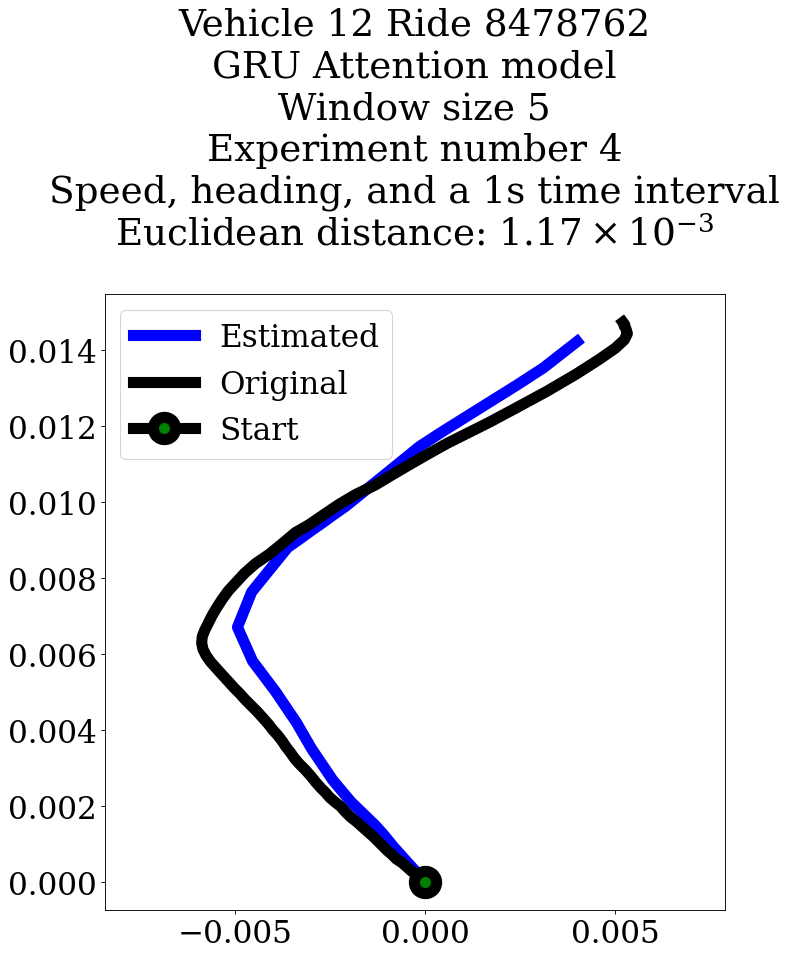 Vehicle 12 Ride 8478762
GRU Attention model
Window size 5
Experiment number 4
Speed, heading, and a 1s time interval
Euclidean distance: 1.17 × 10⁻³
Estimated
Original
Start
0.014
0.012
0.010
0.008
0.006
0.004
0.002
0.000
−0.005 0.000 0.005